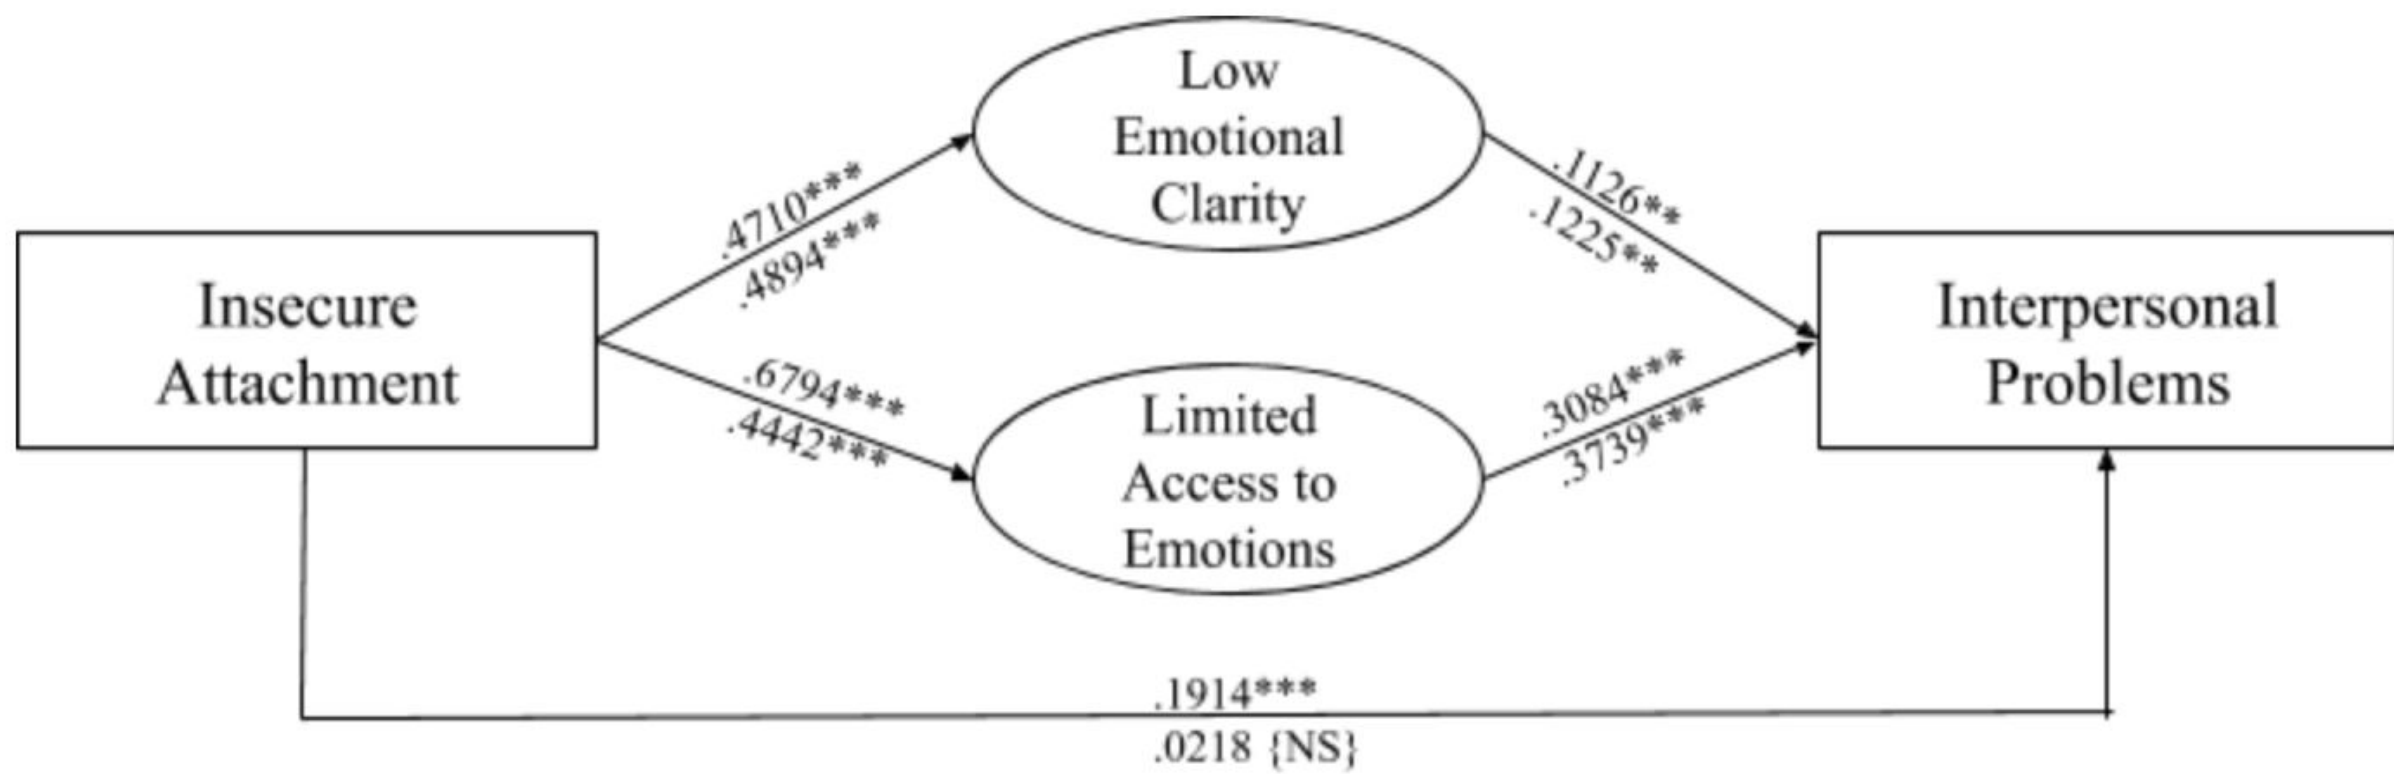 Low
Emotional
Clarity
.4710***
.4894***
.1126**
.1225**
Insecure
Attachment
Interpersonal
Problems
.6794***
.4442***
Limited
Access to
Emotions
.3084***
.3739***
.1914***
.0218 {NS}